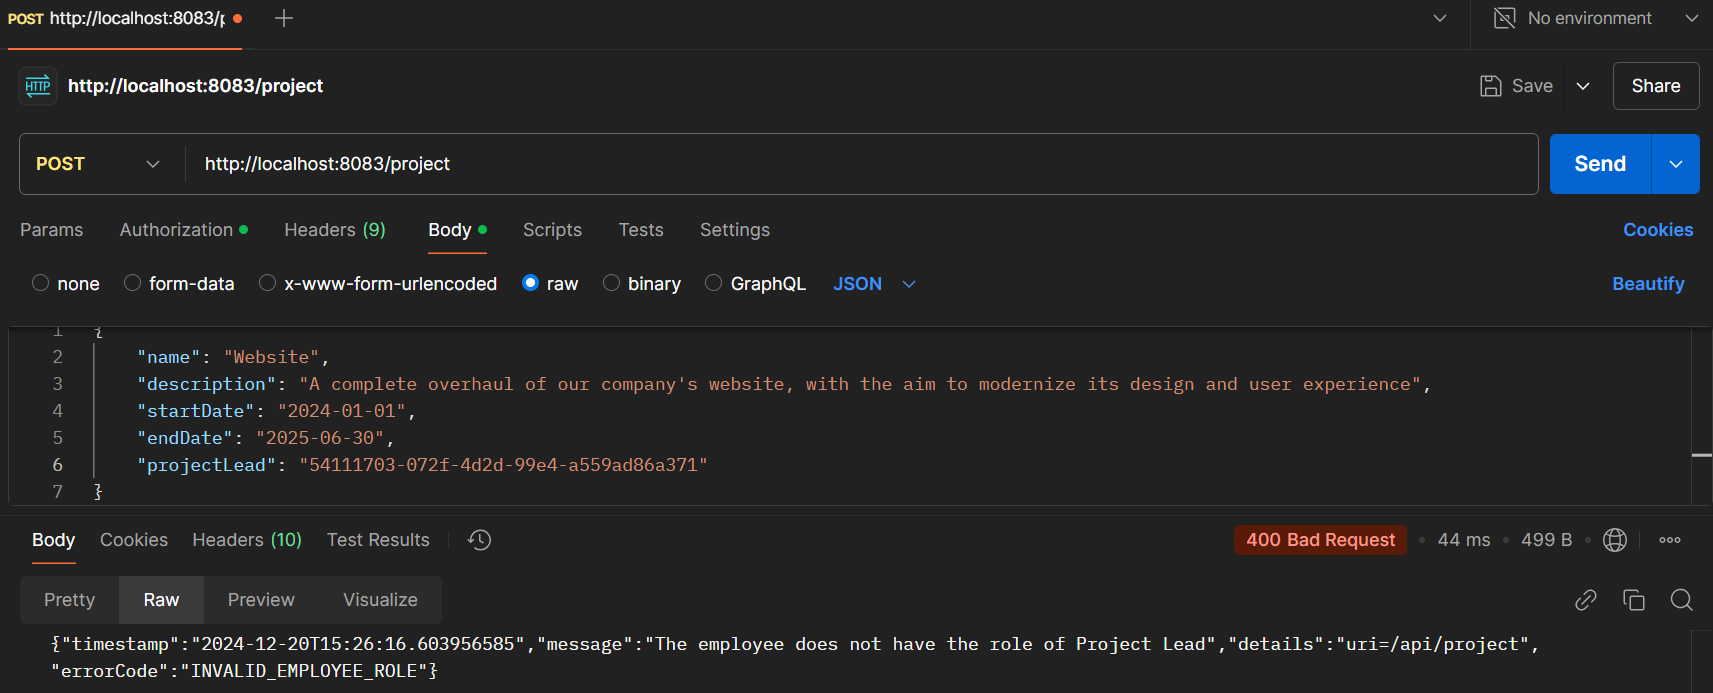 POST http://localhost:8083/p
No environment
HTTP http://localhost:8083/project
Save
Share
POST http://localhost:8083/project
Send
Params Authorization Headers (9) Body Scripts Tests Settings Cookies
none form-data x-www-form-urlencoded raw binary GraphQL JSON Beautify
1 {
2 "name": "Website",
3 "description": "A complete overhaul of our company's website, with the aim to modernize its design and user experience",
4 "startDate": "2024-01-01",
5 "endDate": "2025-06-30",
6 "projectLead": "54111703-072f-4d2d-99e4-a559ad86a371"
7 }
Body Cookies Headers (10) Test Results 400 Bad Request 44 ms 499 B
Pretty Raw Preview Visualize
{"timestamp":"2024-12-20T15:26:16.603956585","message":"The employee does not have the role of Project Lead","details":"uri=/api/project",
"errorCode":"INVALID_EMPLOYEE_ROLE"}